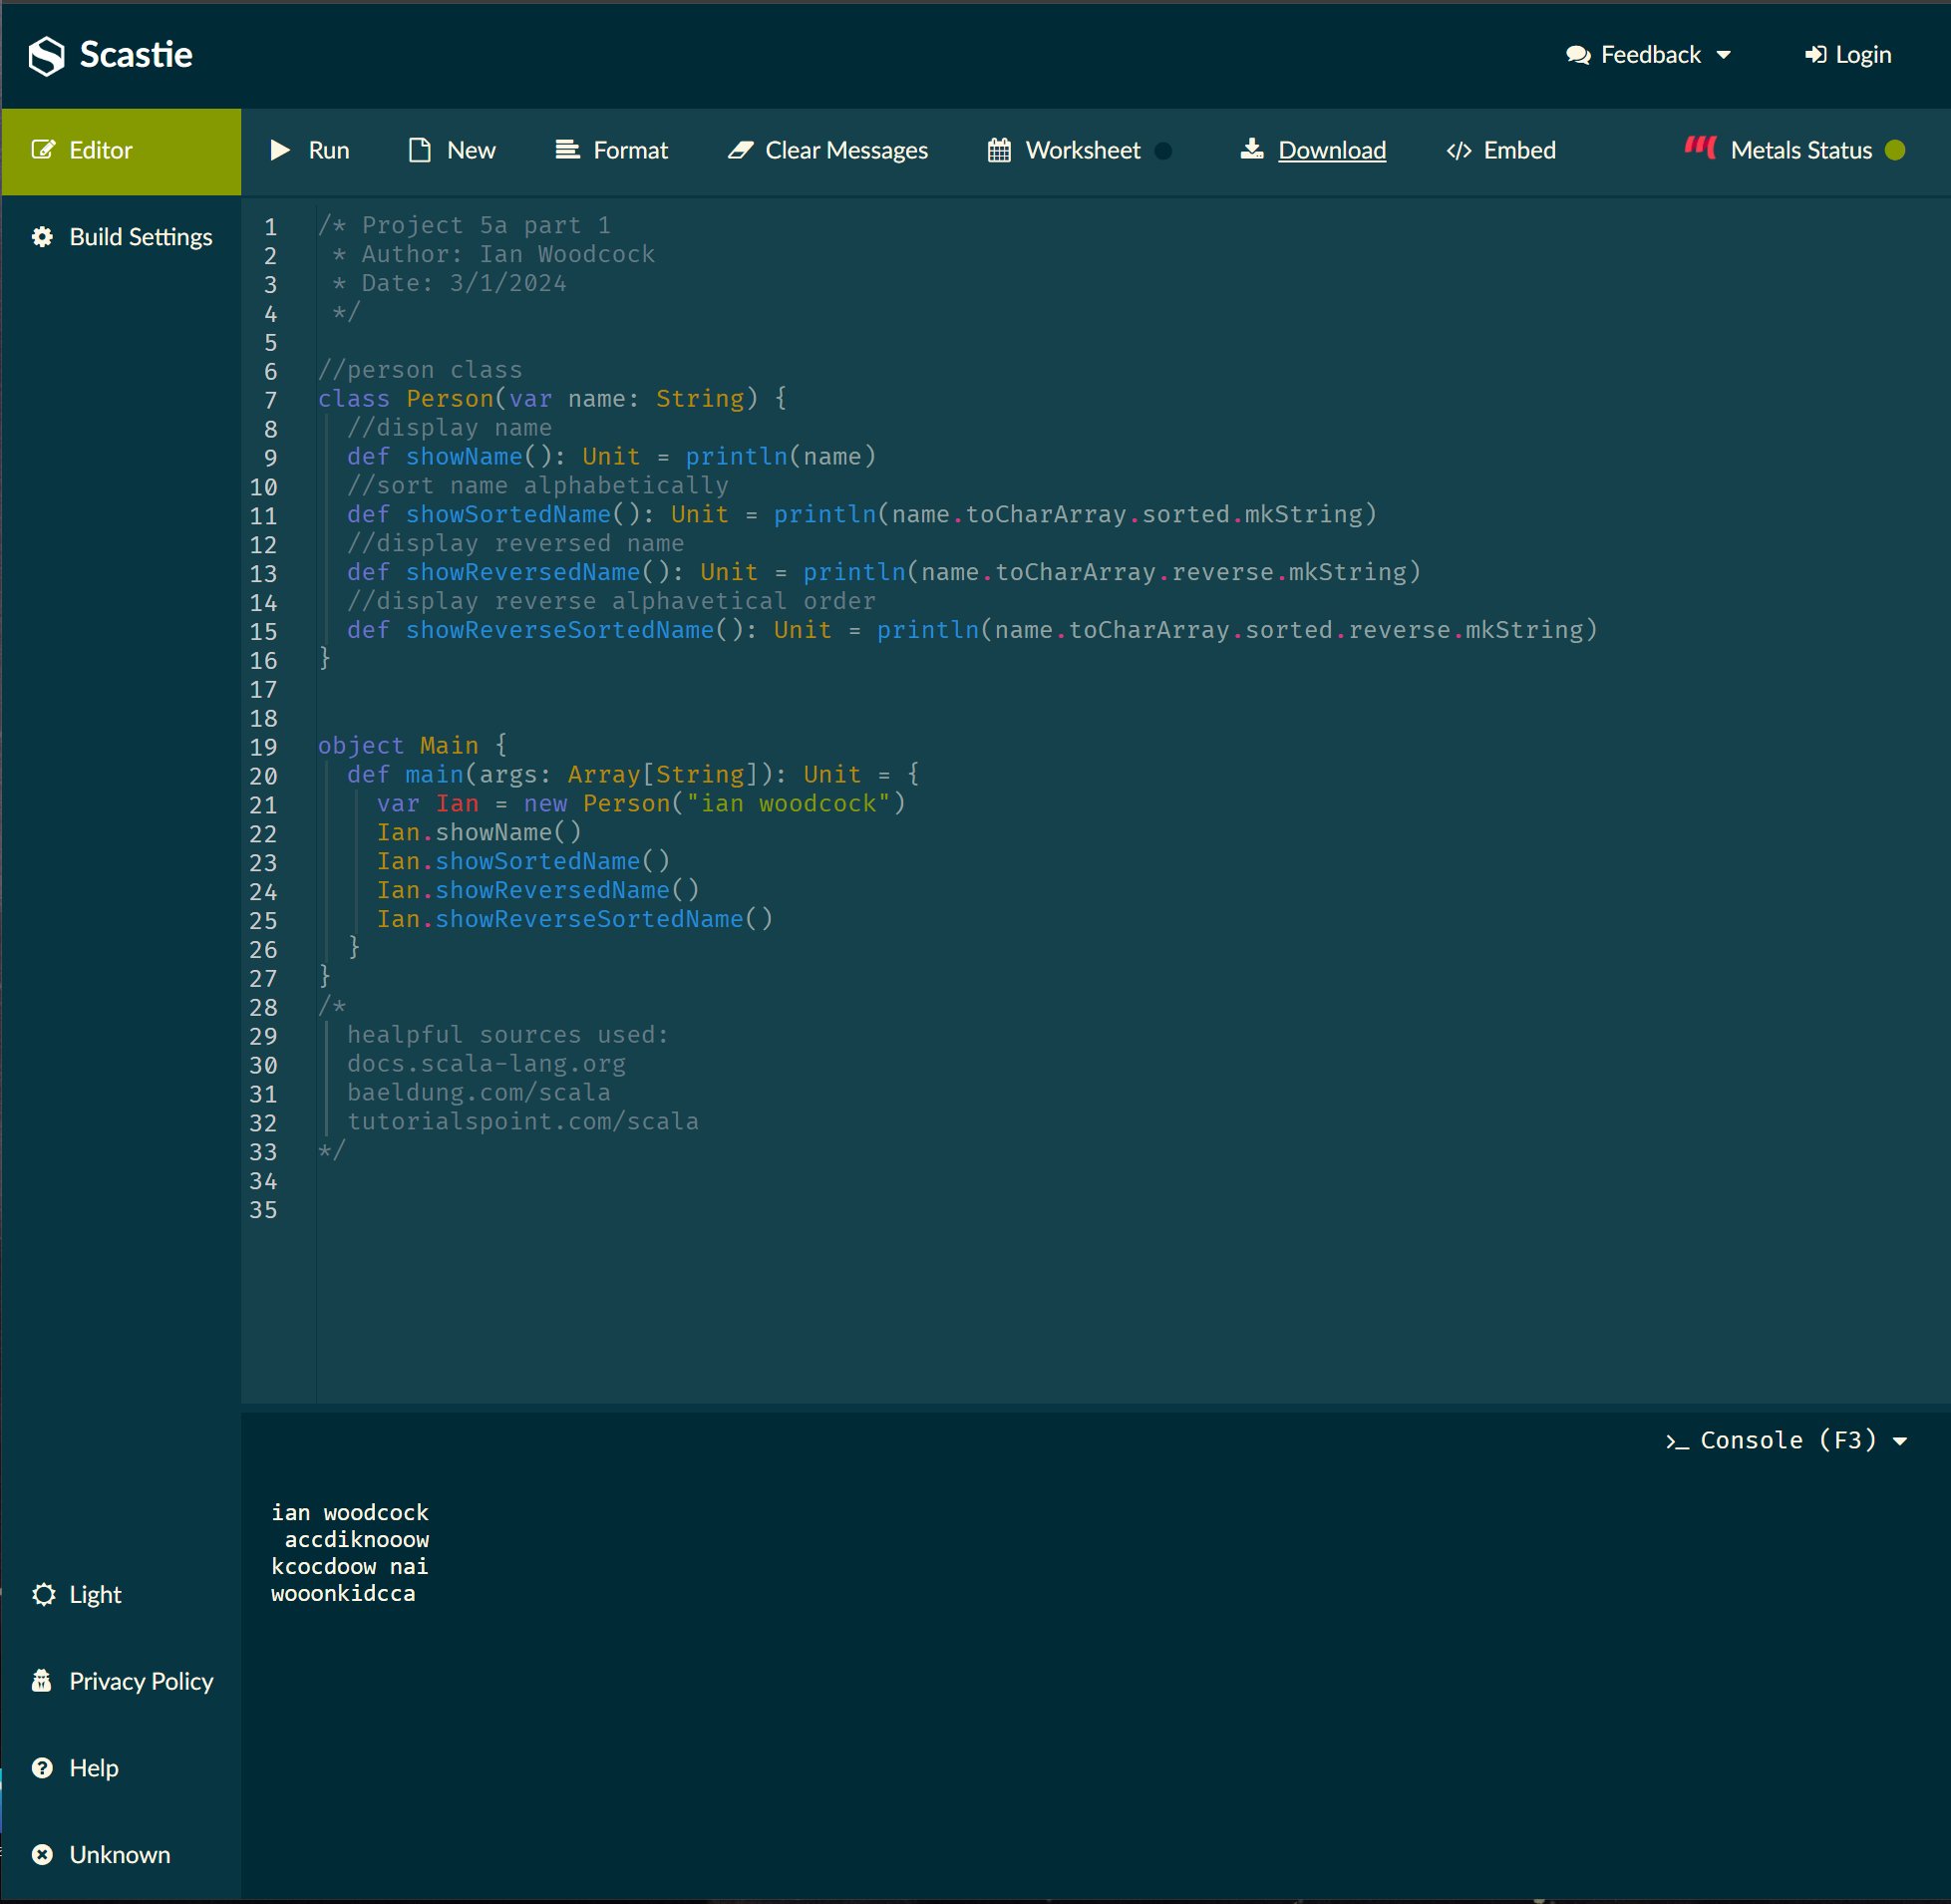 Scastie
Feedback
Login
Editor
Run
New
Format
Clear Messages
Worksheet
Download
Embed
Metals Status
Build Settings
1 /* Project 5a part 1
2  * Author: Ian Woodcock
3  * Date: 3/1/2024
4  */
5
6 //person class
7 class Person(var name: String) {
8   //display name
9   def showName(): Unit = println(name)
10   //sort name alphabetically
11   def showSortedName(): Unit = println(name.toCharArray.sorted.mkString)
12   //display reversed name
13   def showReversedName(): Unit = println(name.toCharArray.reverse.mkString)
14   //display reverse alphavetical order
15   def showReverseSortedName(): Unit = println(name.toCharArray.sorted.reverse.mkString)
16 }
17
18
19 object Main {
20   def main(args: Array[String]): Unit = {
21     var Ian = new Person("ian woodcock")
22     Ian.showName()
23     Ian.showSortedName()
24     Ian.showReversedName()
25     Ian.showReverseSortedName()
26   }
27 }
28 /*
29   healpful sources used:
30   docs.scala-lang.org
31   baeldung.com/scala
32   tutorialspoint.com/scala
33 */
34
35
>_ Console (F3)
ian woodcock
 accdiknooow
kcocdoow nai
wooonkidcca
Light
Privacy Policy
Help
Unknown